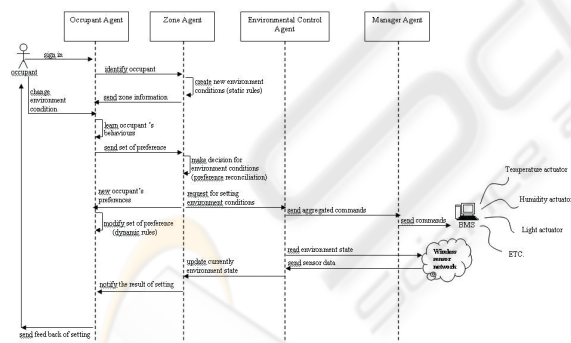 Occupant Agent
Zone Agent
Environmental Control
Agent
Manager Agent
sign in
occupant
identify occupant
create new environment
conditions (static rules)
change
environment
condition
send zone information
learn occupant 's
behaviours
send set of preference
make decision for
environment conditions
(preference reconciliation)
new occupant's
preferences
request for setting
environment conditions
modify set of preference
(dynamic rules)
send aggregated commands
send commands
BMS
Temperature actuator
Humidity actuator
Light actuator
ETC.
read environment state
send sensor data
Wireless
sensor
network
update currently
environment state
notify the result of setting
send feed back of setting